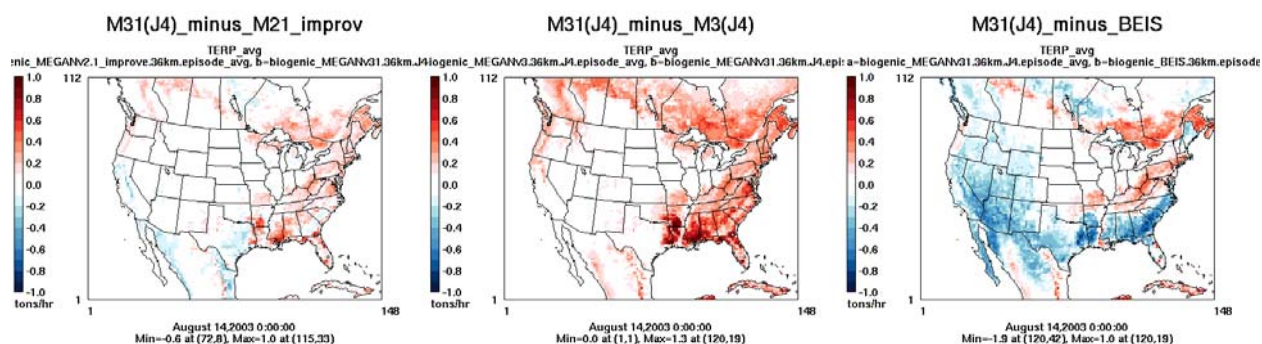 M31(J4)_minus_M21_improv
TERP_avg
enic_MEGANv2.1_improve.36km.episode_avg, b=biogenic_MEGANv31.36km.J4
1.0
0.8
0.6
0.4
0.2
0.0
-0.2
-0.4
-0.6
-0.8
-1.0
tons/hr
112
1
1
148
August 14,2003 0:00:00
Min=-0.6 at (72,8), Max=1.0 at (115,33)
M31(J4)_minus_M3(J4)
TERP_avg
iogenic_MEGANv3.36km.J4.episode_avg, b=biogenic_MEGANv31.36km.J4.epi
1.0
0.8
0.6
0.4
0.2
0.0
-0.2
-0.4
-0.6
-0.8
-1.0
tons/hr
112
1
1
148
August 14,2003 0:00:00
Min=0.0 at (1,1), Max=1.3 at (120,19)
M31(J4)_minus_BEIS
TERP_avg
a=biogenic_MEGANv31.36km.J4.episode_avg, b=biogenic_BEIS.36km.episode
1.0
0.8
0.6
0.4
0.2
0.0
-0.2
-0.4
-0.6
-0.8
-1.0
tons/hr
112
1
1
148
August 14,2003 0:00:00
Min=-1.9 at (120,42), Max=1.0 at (120,19)